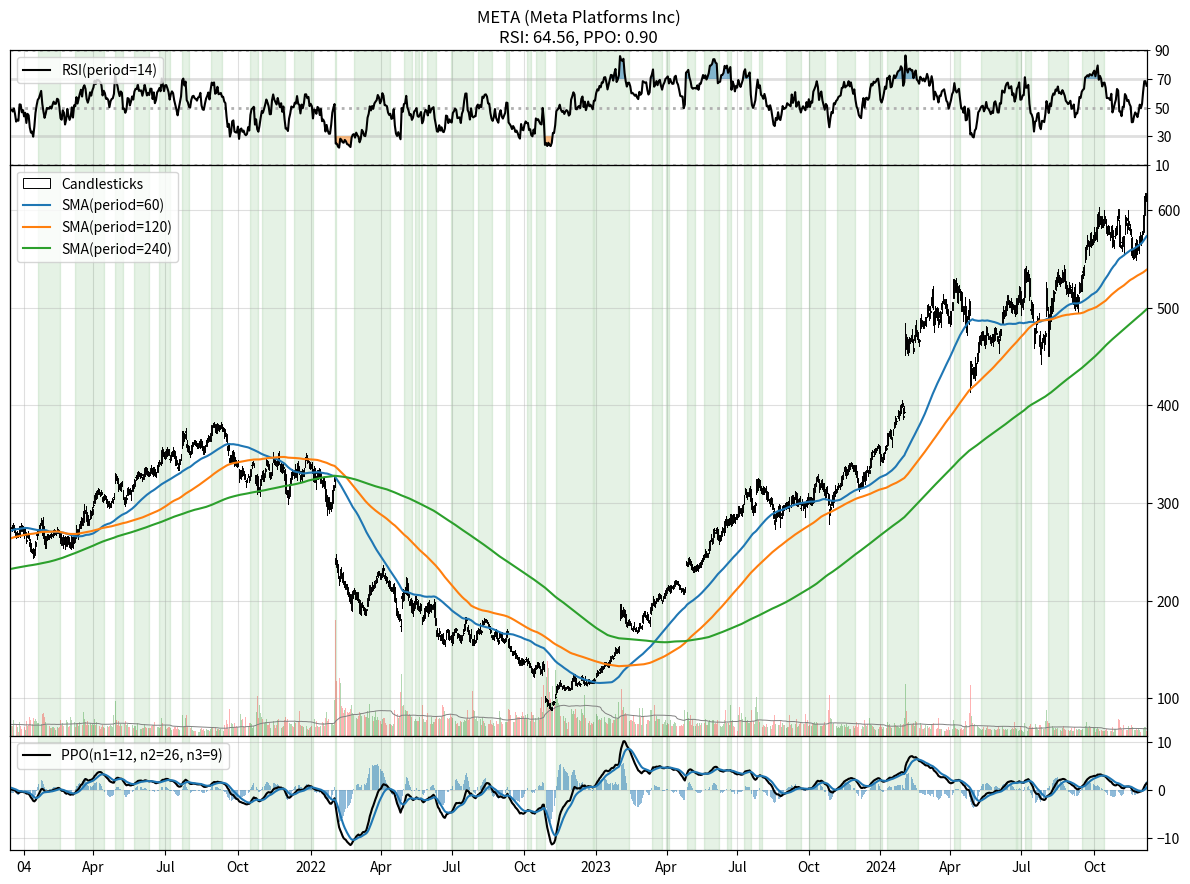 META (Meta Platforms Inc)
RSI: 64.56, PPO: 0.90
RSI(period=14)
90
70
50
30
10
Candlesticks
SMA(period=60)
SMA(period=120)
SMA(period=240)
600
500
400
300
200
100
PPO(n1=12, n2=26, n3=9)
10
0
−10
04 Apr Jul Oct 2022 Apr Jul Oct 2023 Apr Jul Oct 2024 Apr Jul Oct